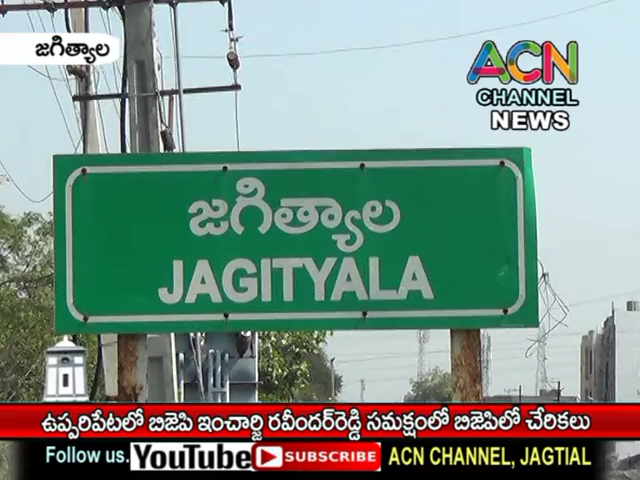 జగిత్యాల
ACN
CHANNEL
NEWS
జగిత్యాల
JAGITYALA
ఉప్పరిపేటలో బిజెపి ఇంచార్జి రవీందర్‌రెడ్డి సమక్షంలో బిజెపిలో చేరికలు
Follow us. YouTube SUBSCRIBE ACN CHANNEL, JAGTIAL